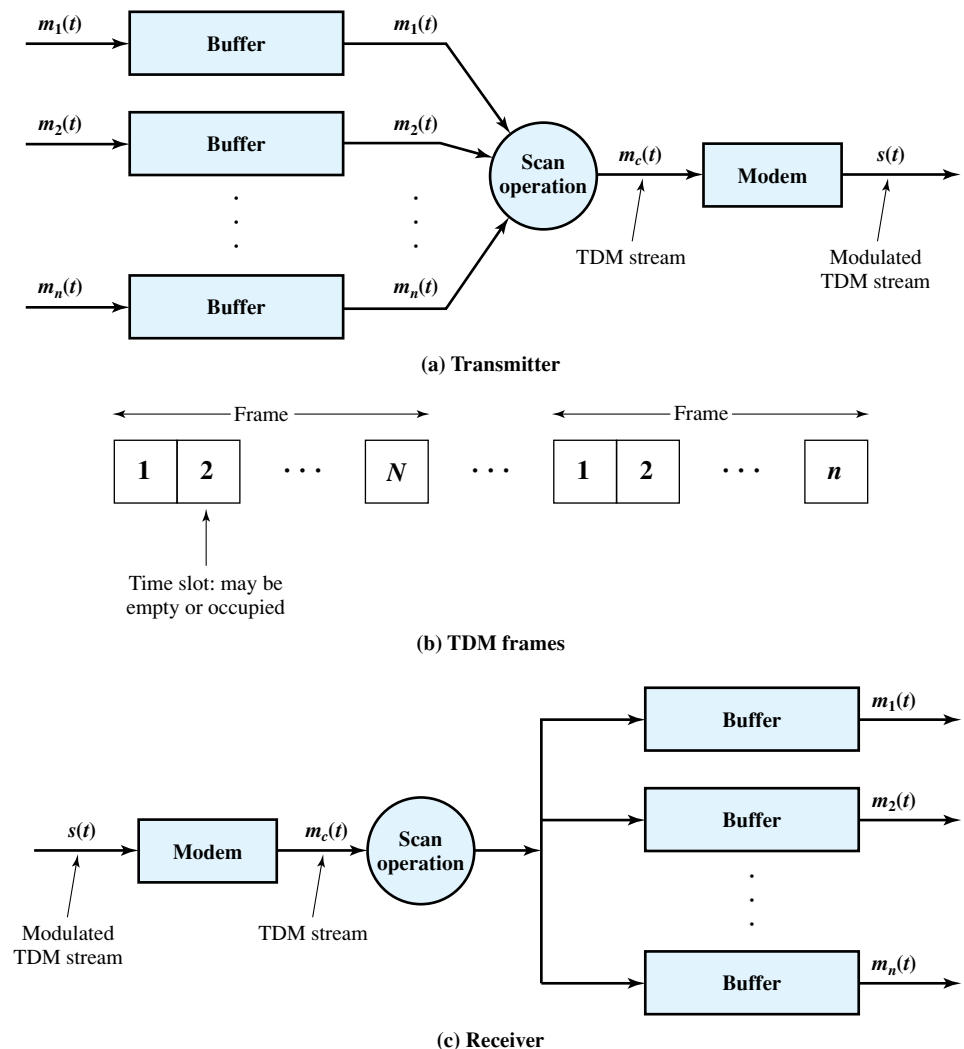 m₁(t) Buffer m₁(t)
m₂(t) Buffer m₂(t)
Scan
operation
m_c(t)
Modem
s(t)
TDM stream
Modulated
TDM stream
mₙ(t) Buffer mₙ(t)
(a) Transmitter
Frame Frame
1 2 · · · N · · · 1 2 · · · n
Time slot: may be
empty or occupied
(b) TDM frames
Buffer m₁(t)
Buffer m₂(t)
s(t)
Modem
m_c(t)
Scan
operation
Modulated
TDM stream
TDM stream
Buffer mₙ(t)
(c) Receiver